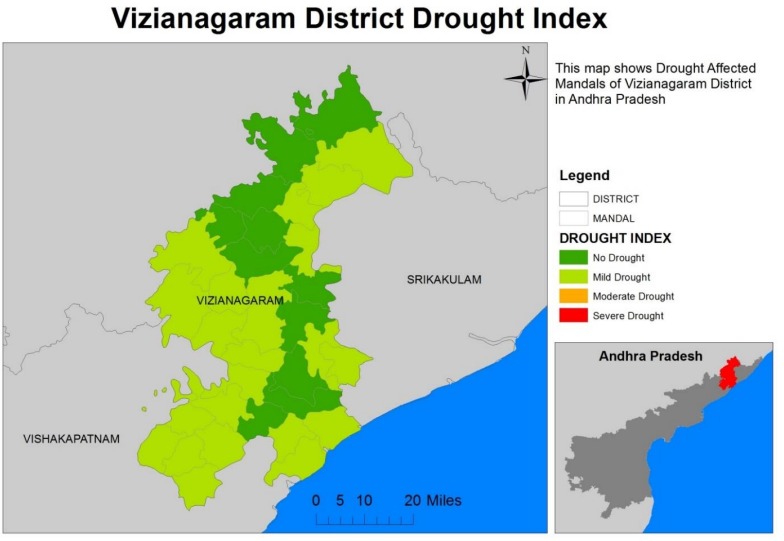 Vizianagaram District Drought Index
N
This map shows Drought Affected
Mandals of Vizianagaram District
in Andhra Pradesh
Legend
DISTRICT
MANDAL
DROUGHT INDEX
No Drought
Mild Drought
Moderate Drought
Severe Drought
SRIKAKULAM
VIZIANAGARAM
VISHAKAPATNAM
0 5 10 20 Miles
Andhra Pradesh